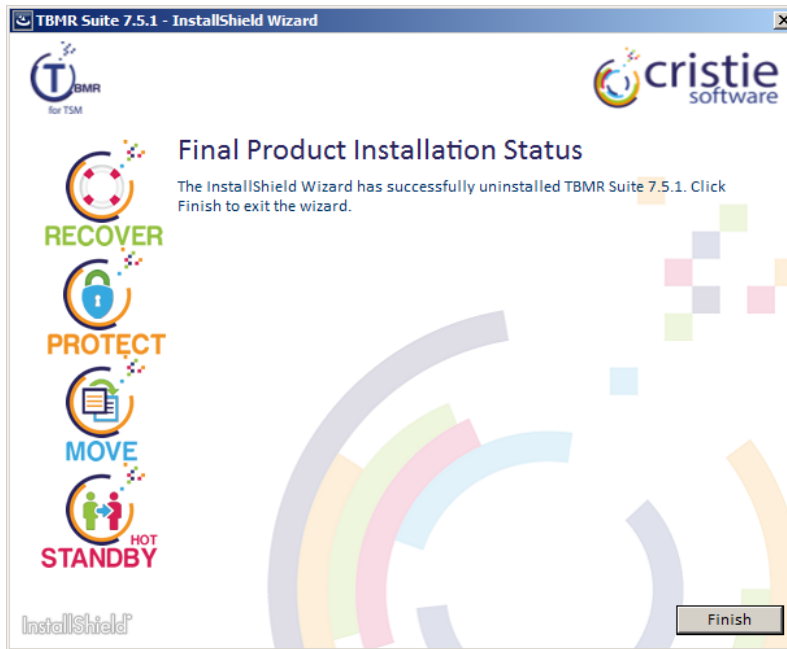 TBMR Suite 7.5.1 - InstallShield Wizard
TBMR
for TSM
cristie
software
Final Product Installation Status
The InstallShield Wizard has successfully uninstalled TBMR Suite 7.5.1. Click
Finish to exit the wizard.
RECOVER
PROTECT
MOVE
HOT
STANDBY
InstallShield
Finish